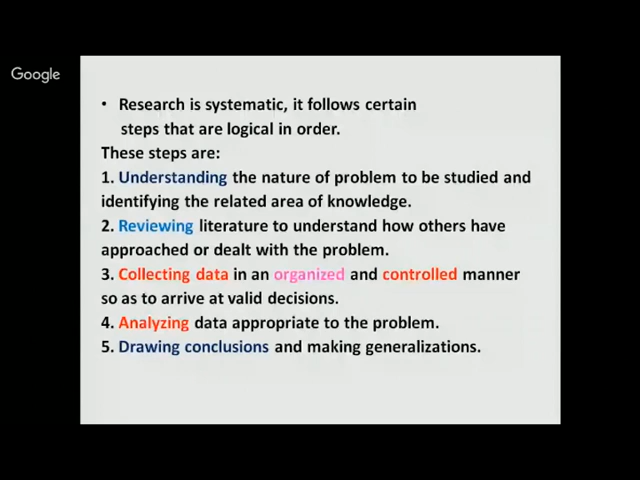 Google
• Research is systematic, it follows certain
steps that are logical in order.
These steps are:
1. Understanding the nature of problem to be studied and
identifying the related area of knowledge.
2. Reviewing literature to understand how others have
approached or dealt with the problem.
3. Collecting data in an organized and controlled manner
so as to arrive at valid decisions.
4. Analyzing data appropriate to the problem.
5. Drawing conclusions and making generalizations.